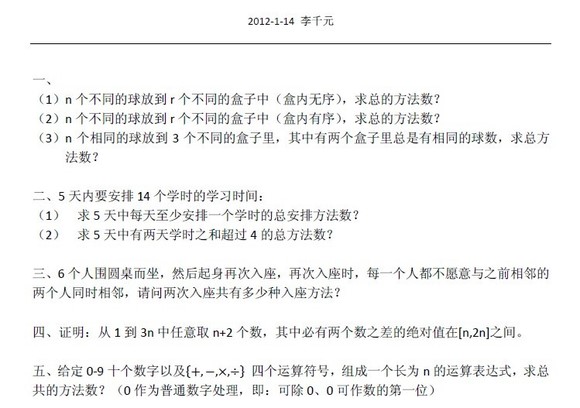 2012-1-14 李千元
一、
（1）n 个不同的球放到 r 个不同的盒子中（盒内无序），求总的方法数？
（2）n 个不同的球放到 r 个不同的盒子中（盒内有序），求总的方法数？
（3）n 个相同的球放到 3 个不同的盒子里，其中有两个盒子里总是有相同的球数，求总方
法数？
二、5 天内要安排 14 个学时的学习时间：
（1） 求 5 天中每天至少安排一个学时的总安排方法数？
（2） 求 5 天中有两天学时之和超过 4 的总方法数？
三、6 个人围圆桌而坐，然后起身再次入座，再次入座时，每一个人都不愿意与之前相邻的
两个人同时相邻，请问两次入座共有多少种入座方法？
四、证明：从 1 到 3n 中任意取 n+2 个数，其中必有两个数之差的绝对值在[n,2n]之间。
五、给定 0-9 十个数字以及{+,−,×,÷} 四个运算符号，组成一个长为 n 的运算表达式，求总
共的方法数？（0 作为普通数字处理，即：可除 0、0 可作数的第一位）